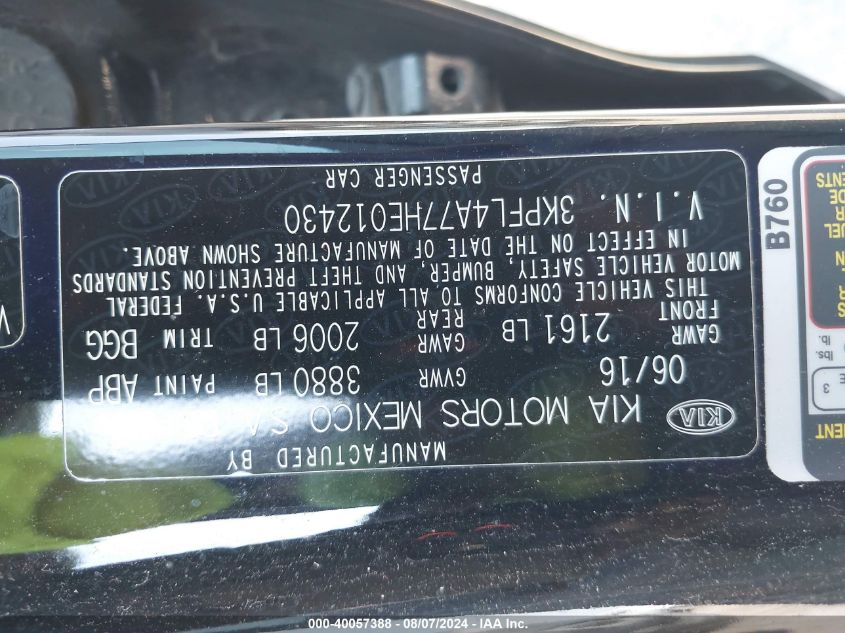 MANUFACTURED BY
KIA KIA MOTORS MEXICO S.A
06/16 GVWR 3880 LB PAINT ABP
GAWR FRONT 2161 LB GAWR REAR 2006 LB TRIM BGG
THIS VEHICLE CONFORMS TO ALL APPLICABLE U.S.A. FEDERAL
MOTOR VEHICLE SAFETY, BUMPER, AND THEFT PREVENTION STANDARDS
IN EFFECT ON THE DATE OF MANUFACTURE SHOWN ABOVE.
V.I.N. 3KPFL4A77HE012430
PASSENGER CAR
B760
000-40057388 - 08/07/2024 - IAA Inc.